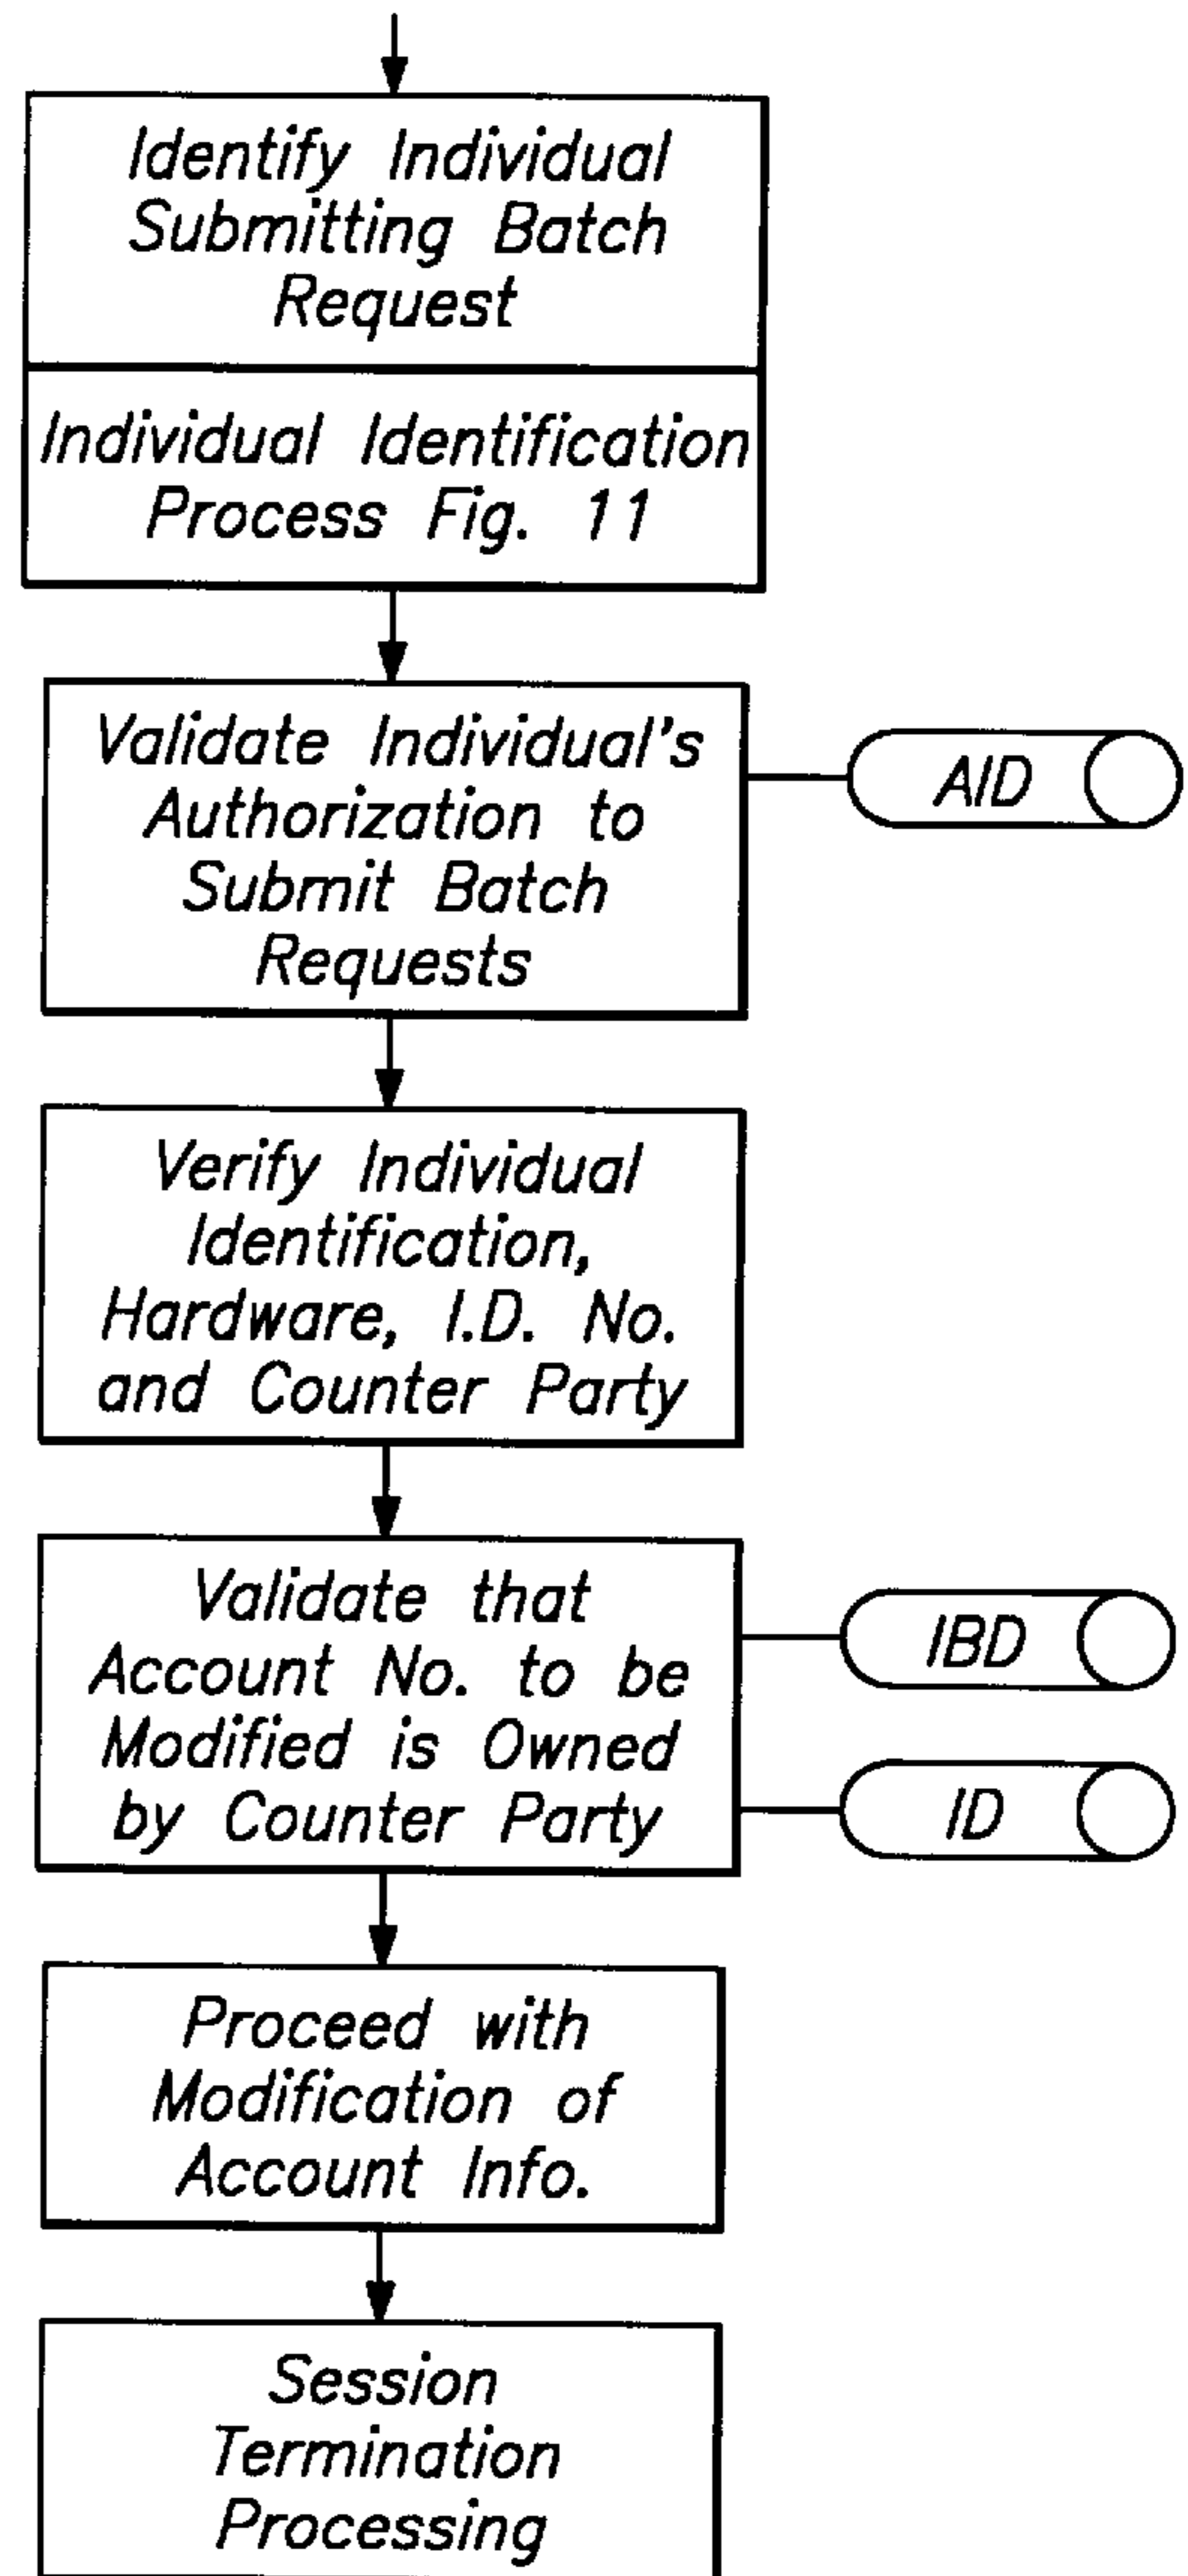 Identify Individual
Submitting Batch
Request
Individual Identification
Process Fig. 11
Validate Individual's
Authorization to
Submit Batch
Requests
AID
Verify Individual
Identification,
Hardware, I.D. No.
and Counter Party
Validate that
Account No. to be
Modified is Owned
by Counter Party
IBD
ID
Proceed with
Modification of
Account Info.
Session
Termination
Processing